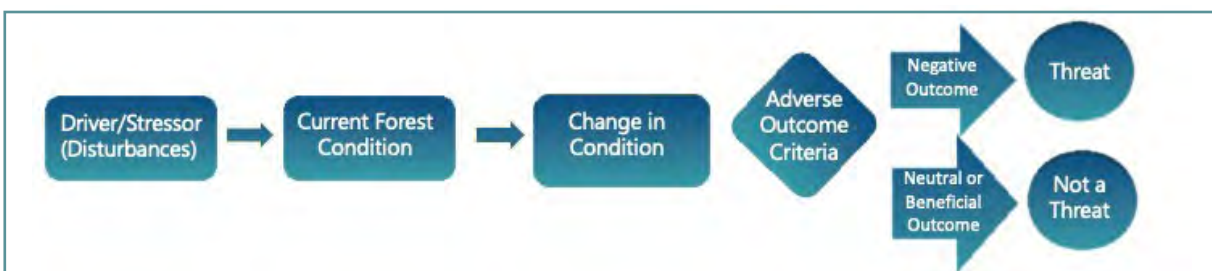 Driver/Stressor
(Disturbances)
Current Forest
Condition
Change in
Condition
Adverse
Outcome
Criteria
Negative
Outcome
Threat
Neutral or
Beneficial
Outcome
Not a
Threat